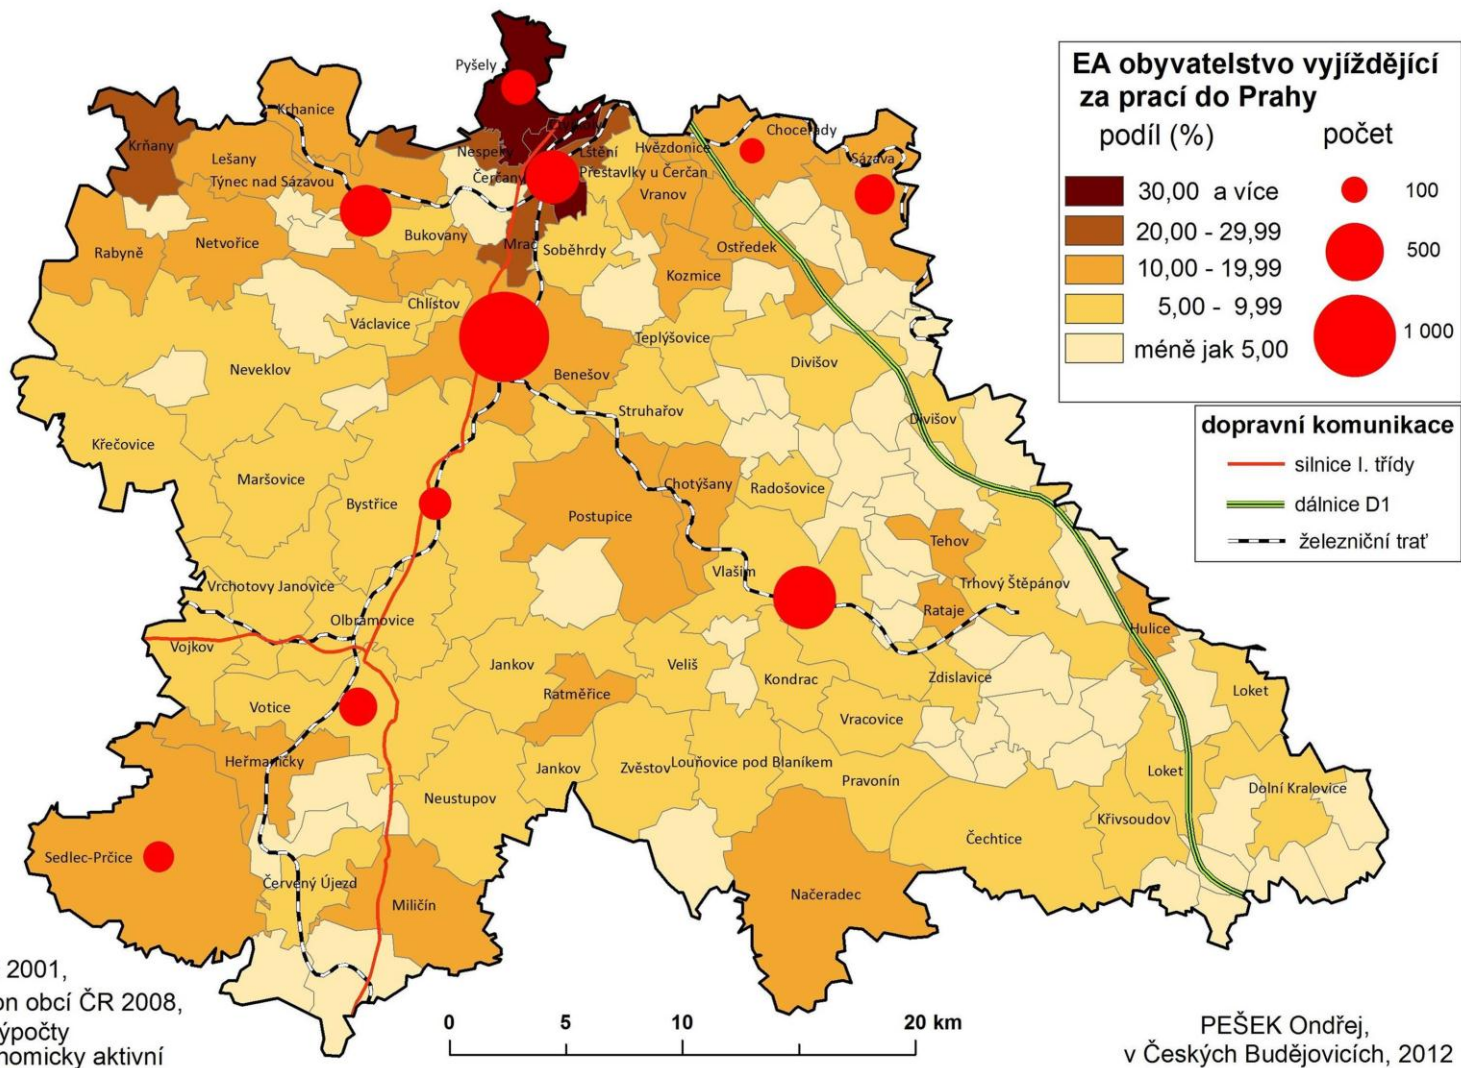 EA obyvatelstvo vyjíždějící
za prací do Prahy
podíl (%)
počet
30,00 a více
20,00 - 29,99
10,00 - 19,99
5,00 - 9,99
méně jak 5,00
100
500
1 000
dopravní komunikace
silnice I. třídy
dálnice D1
železniční trať
Pyšely
Krhanice
Krňany
Lešany
Týnec nad Sázavou
Nespeky
Čerčany
Lštění
Přestavlky u Čerčan
Hvězdonice
Chocerady
Sázava
Vranov
Rabyně
Netvořice
Bukovany
Mrač
Soběhrdy
Ostředek
Kozmice
Chlístov
Václavice
Teplýšovice
Neveklov
Benešov
Divišov
Struhařov
Divišov
Křečovice
Maršovice
Bystřice
Postupice
Chotýšany
Radošovice
Tehov
Vlašim
Trhový Štěpánov
Rataje
Hulice
Vrchotovy Janovice
Olbramovice
Vojkov
Jankov
Ratměřice
Veliš
Kondrac
Zdislavice
Loket
Votice
Vracovice
Heřmaničky
Jankov
Zvěstov
Louňovice pod Blaníkem
Pravonín
Loket
Dolní Kralovice
Neustupov
Křivsoudov
Čechtice
Sedlec-Prčice
Červený Újezd
Miličín
Načeradec
2001,
on obcí ČR 2008,
ýpočty
nomicky aktivní
0 5 10 20 km
PEŠEK Ondřej,
v Českých Budějovicích, 2012